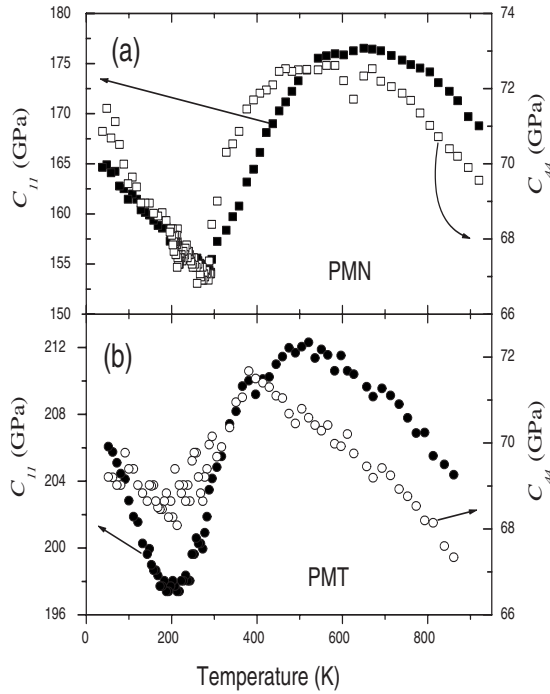 180 74
(a)
175
72
170
C11 (GPa)
C44 (GPa)
165 70
160
68
155
PMN
150 66
(b)
212
72
208
70
C11 (GPa)
C44 (GPa)
204
68
200
PMT
196 66
0 200 400 600 800
Temperature (K)